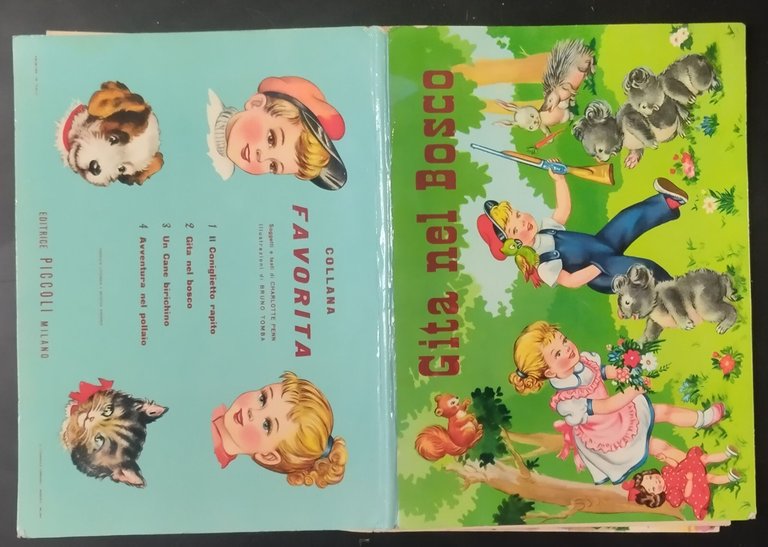 Gita nel Bosco
COLLANA
FAVORITA
Soggetti e testi di CHARLOTTE PERR
illustrazioni di BRUNO TOMBA
1 Il Coniglietto rapito
2 Gita nel bosco
3 Un Cane birichino
4 Avventura nel pollaio
EDITRICE PICCOLI MILANO